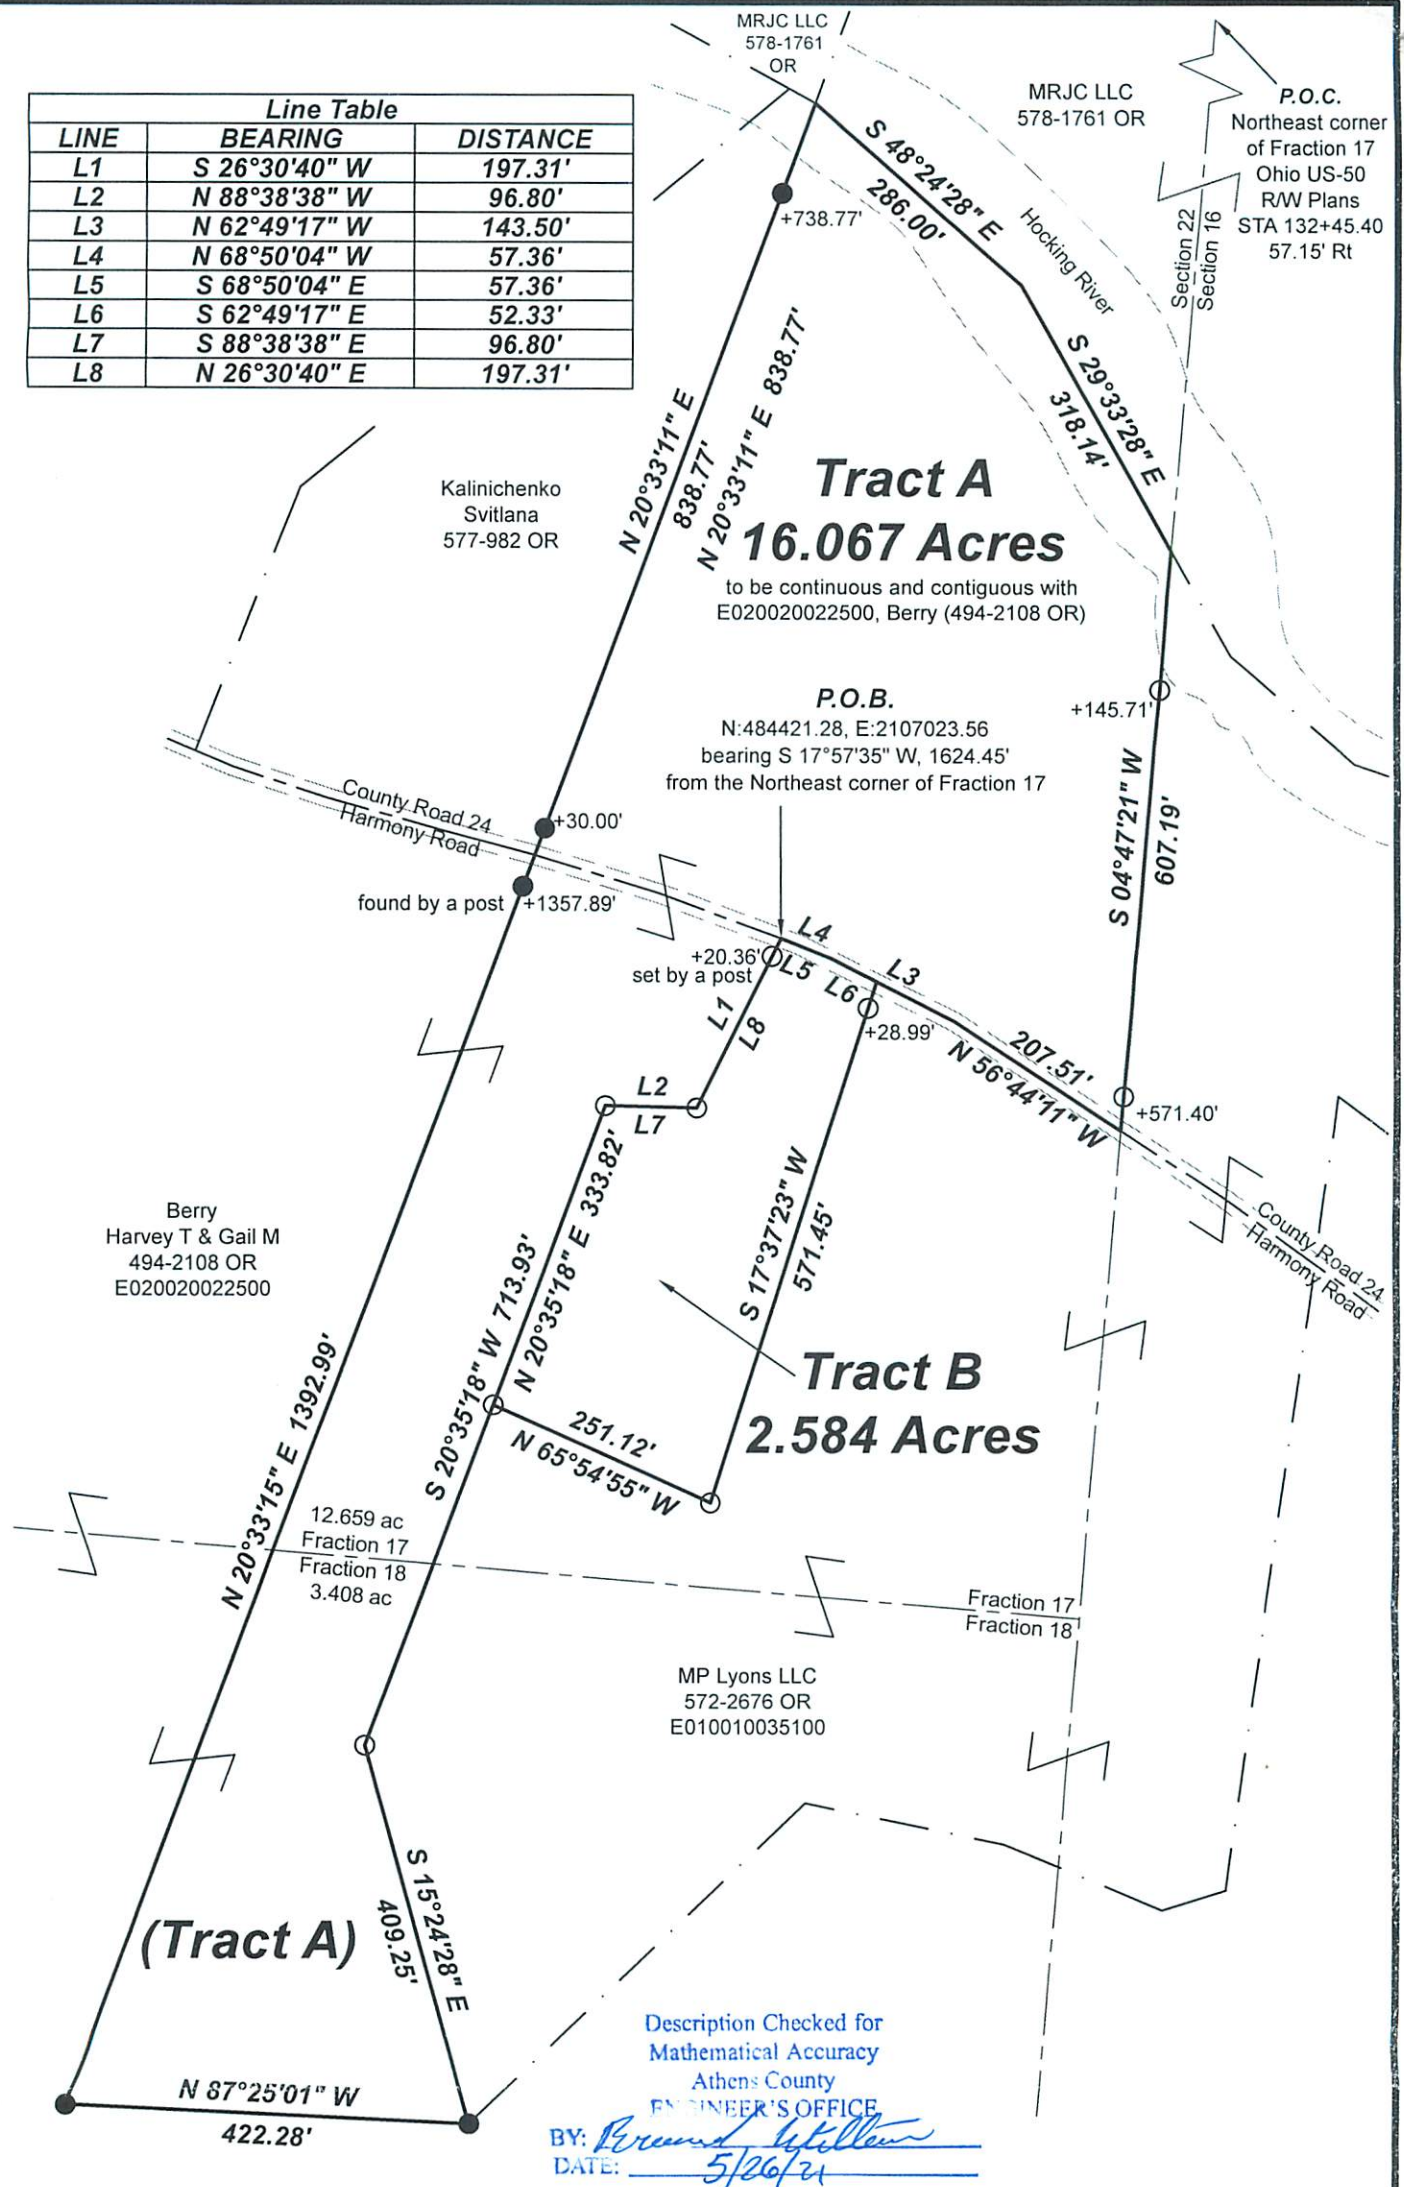 MRJC LLC
578-1761
OR
MRJC LLC
578-1761 OR
P.O.C.
Northeast corner
of Fraction 17
Ohio US-50
R/W Plans
STA 132+45.40
57.15' Rt
Line Table
LINE BEARING DISTANCE
L1 S 26°30'40" W 197.31'
L2 N 88°38'38" W 96.80'
L3 N 62°49'17" W 143.50'
L4 N 68°50'04" W 57.36'
L5 S 68°50'04" E 57.36'
L6 S 62°49'17" E 52.33'
L7 S 88°38'38" E 96.80'
L8 N 26°30'40" E 197.31'
S 48°24'28" E
286.00'
Hocking River
Section 22
Section 16
+738.77'
S 29°33'28" E
318.14'
N 20°33'11" E
838.77'
N 20°33'11" E 838.77'
Kalinichenko
Svitlana
577-982 OR
Tract A
16.067 Acres
to be continuous and contiguous with
E020020022500, Berry (494-2108 OR)
P.O.B.
N:484421.28, E:2107023.56
bearing S 17°57'35" W, 1624.45'
from the Northeast corner of Fraction 17
+145.71'
S 04°47'21" W
607.19'
County Road 24
Harmony Road
+30.00'
found by a post
+1357.89'
L4
+20.36'
set by a post
L5
L6
L3
+28.99'
L1
L8
207.51'
N 56°44'11" W
+571.40'
L2
L7
Berry
Harvey T & Gail M
494-2108 OR
E020020022500
S 17°37'23" W
571.45'
County Road 24
Harmony Road
S 20°35'18" W 713.93'
N 20°35'18" E 333.82'
Tract B
2.584 Acres
251.12'
N 65°54'55" W
N 20°33'15" E 1392.99'
12.659 ac
Fraction 17
Fraction 18
3.408 ac
Fraction 17
Fraction 18
MP Lyons LLC
572-2676 OR
E010010035100
S 15°24'28" E
409.25'
(Tract A)
N 87°25'01" W
422.28'
Description Checked for
Mathematical Accuracy
Athens County
ENGINEER'S OFFICE
BY:
DATE: 5/26/21